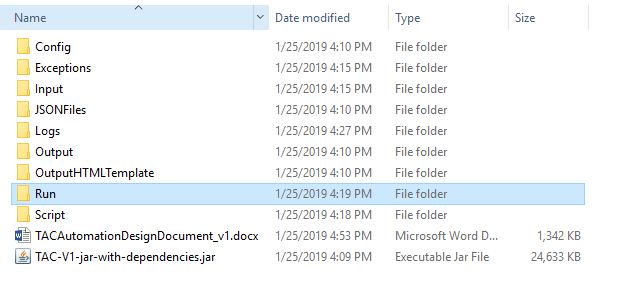 Name Date modified Type Size
Config 1/25/2019 4:10 PM File folder
Exceptions 1/25/2019 4:15 PM File folder
Input 1/25/2019 4:15 PM File folder
JSONFiles 1/25/2019 4:10 PM File folder
Logs 1/25/2019 4:27 PM File folder
Output 1/25/2019 4:10 PM File folder
OutputHTMLTemplate 1/25/2019 4:10 PM File folder
Run 1/25/2019 4:19 PM File folder
Script 1/25/2019 4:18 PM File folder
TACAutomationDesignDocument_v1.docx 1/25/2019 4:53 PM Microsoft Word D... 1,342 KB
TAC-V1-jar-with-dependencies.jar 1/25/2019 4:09 PM Executable Jar File 24,633 KB